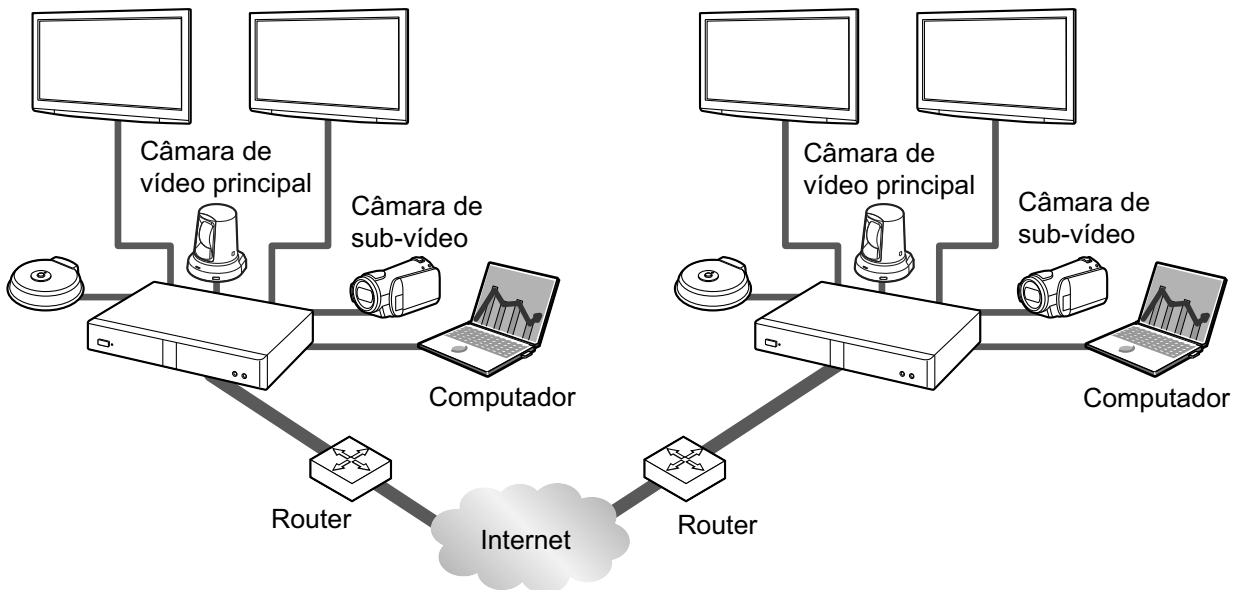 Câmara de
vídeo principal
Câmara de
sub-vídeo
Computador
Router
Internet
Câmara de
vídeo principal
Câmara de
sub-vídeo
Computador
Router